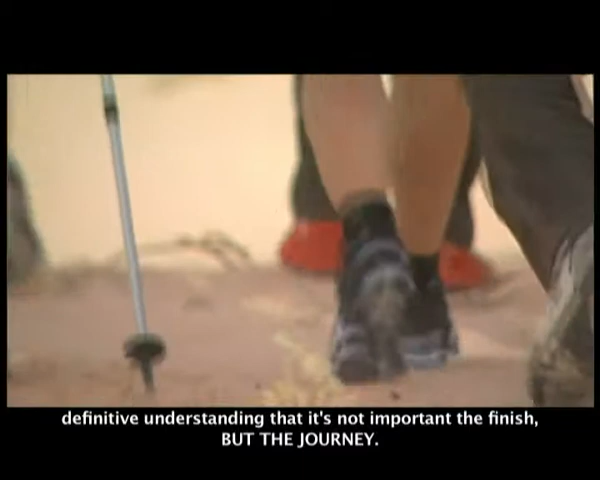 definitive understanding that it's not important the finish,
BUT THE JOURNEY.